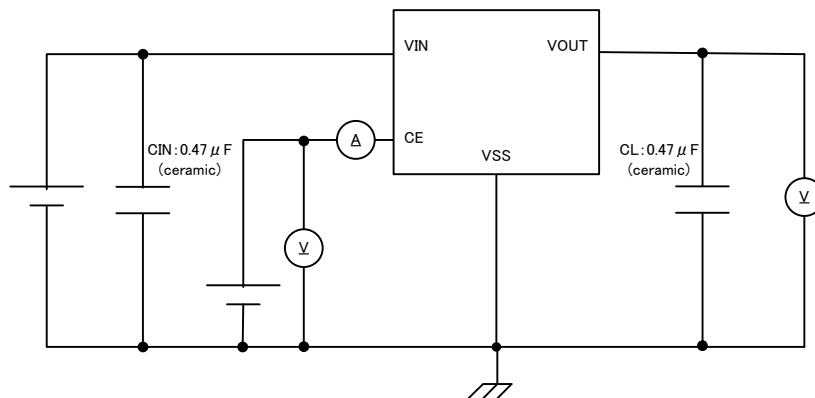 VIN
VOUT
CIN:0.47μF
(ceramic)
A
CE
VSS
CL:0.47μF
(ceramic)
V
V